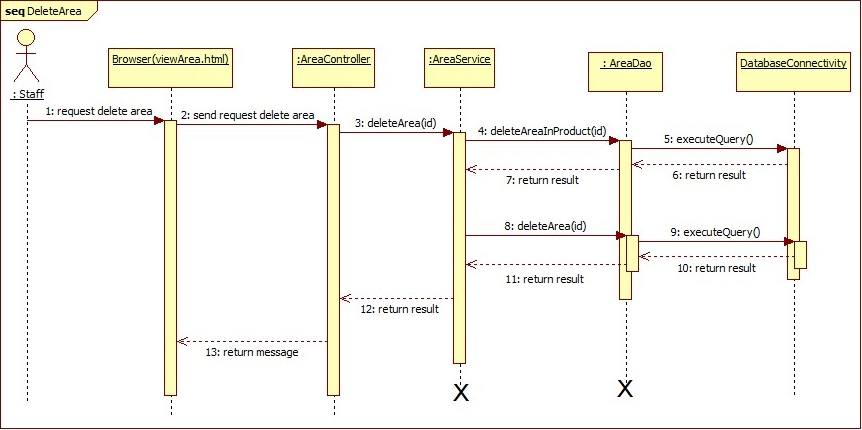 seq DeleteArea
Browser(viewArea.html)
:AreaController
:AreaService
: AreaDao
DatabaseConnectivity
: Staff
1: request delete area
2: send request delete area
3: deleteArea(id)
4: deleteAreaInProduct(id)
5: executeQuery()
6: return result
7: return result
8: deleteArea(id)
9: executeQuery()
10: return result
11: return result
12: return result
13: return message
X
X